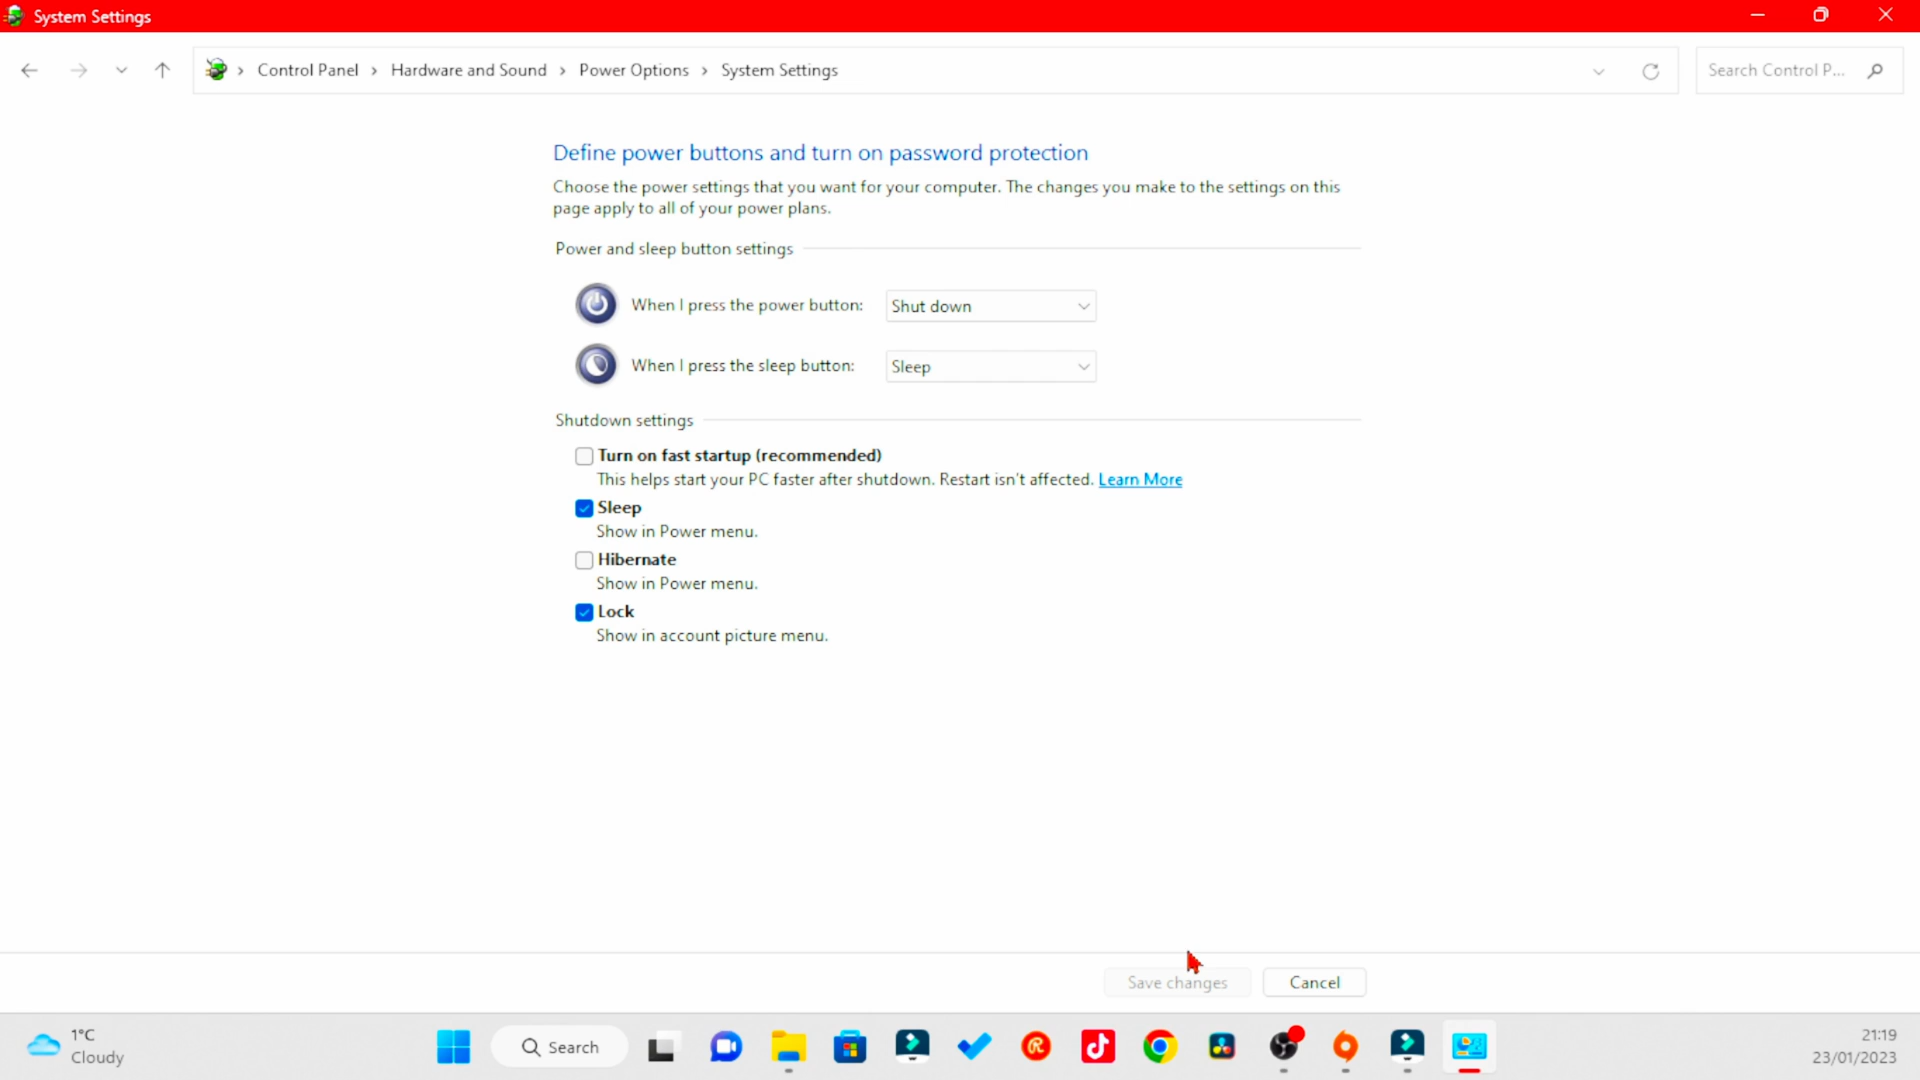 System Settings
Control Panel > Hardware and Sound > Power Options > System Settings
Search Control P...
Define power buttons and turn on password protection
Choose the power settings that you want for your computer. The changes you make to the settings on this
page apply to all of your power plans.
Power and sleep button settings
When I press the power button: Shut down
When I press the sleep button: Sleep
Shutdown settings
Turn on fast startup (recommended)
This helps start your PC faster after shutdown. Restart isn't affected. Learn More
Sleep
Show in Power menu.
Hibernate
Show in Power menu.
Lock
Show in account picture menu.
Save changes Cancel
1°C
Cloudy
Search
21:19
23/01/2023